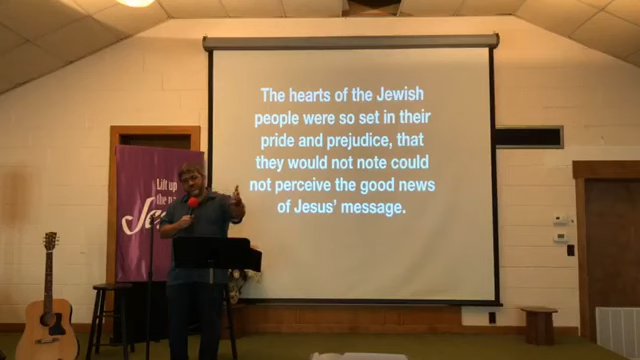 The hearts of the Jewish
people were so set in their
pride and prejudice, that
they would not note could
not perceive the good news
of Jesus' message.
Lift up
the